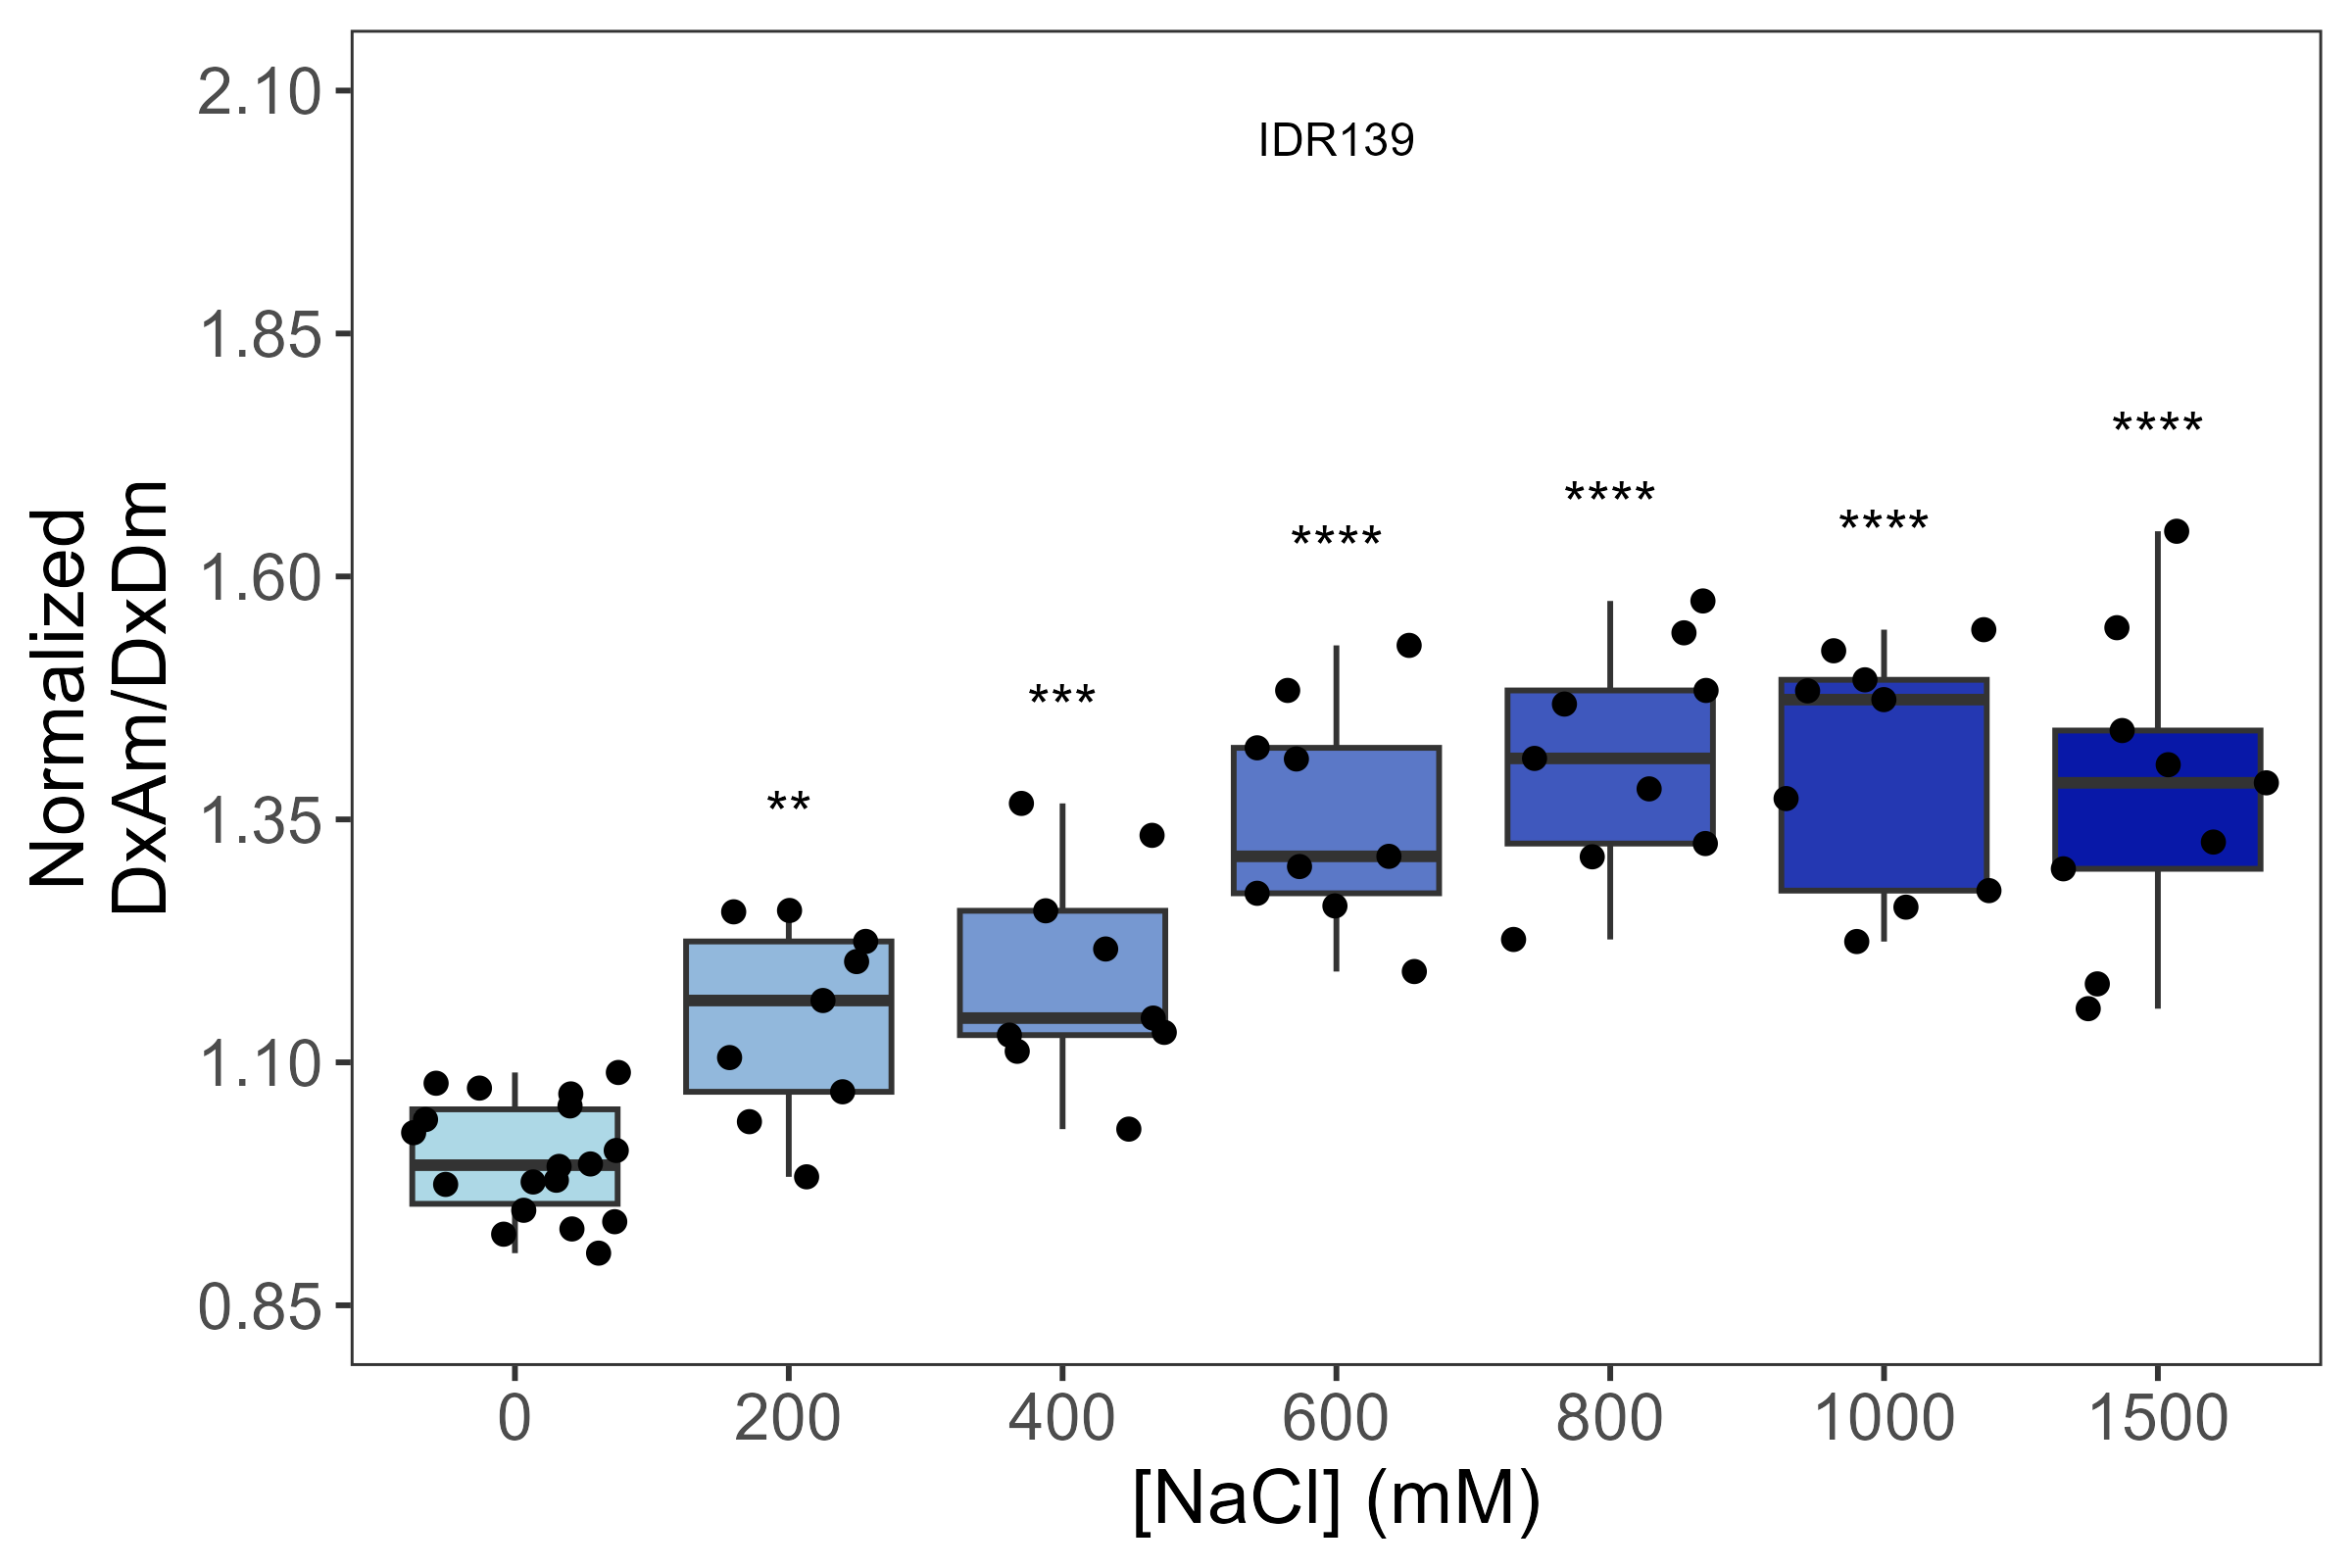 IDR139
2.10
1.85
1.60
1.35
1.10
0.85
Normalized
DxAm/DxDm
**
***
****
****
****
****
0 200 400 600 800 1000 1500
[NaCl] (mM)